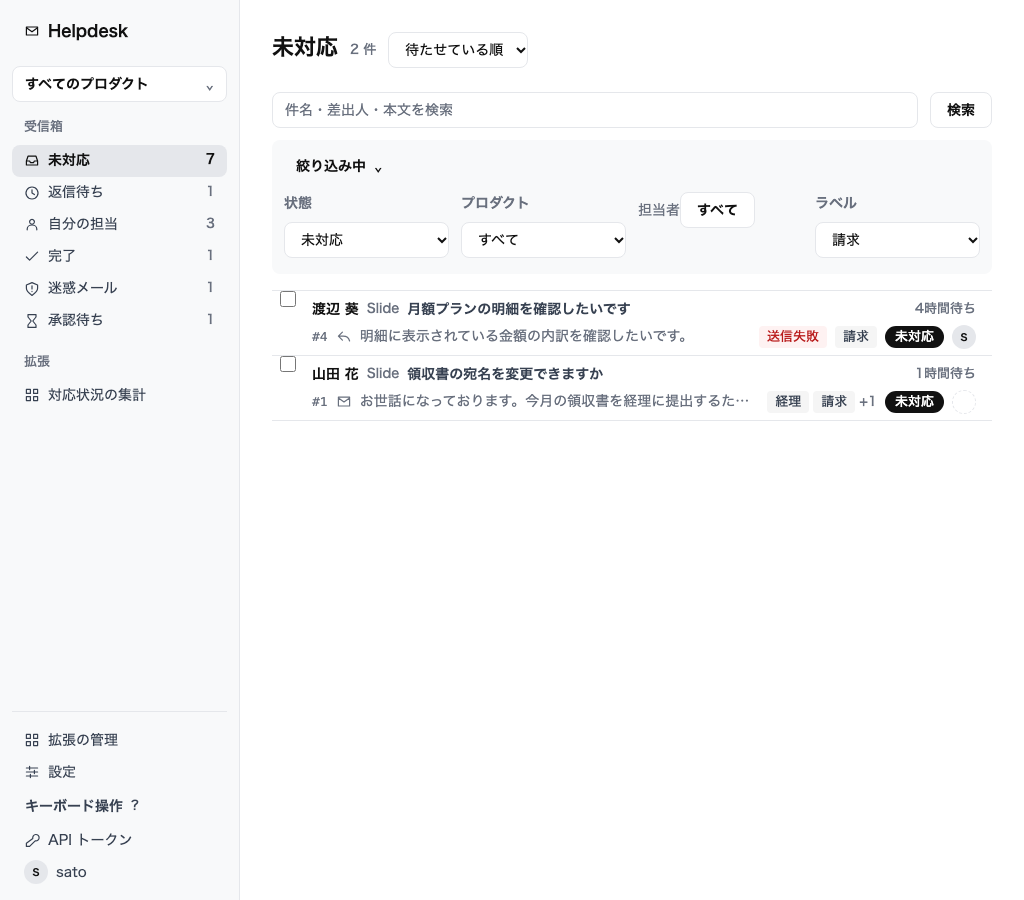 Helpdesk
すべてのプロダクト
受信箱
未対応 7
返信待ち 1
自分の担当 3
完了 1
迷惑メール 1
承認待ち 1
拡張
対応状況の集計
拡張の管理
設定
キーボード操作 ?
API トークン
S sato
未対応 2 件 待たせている順
件名・差出人・本文を検索 検索
絞り込み中
状態 プロダクト 担当者 すべて ラベル
未対応 すべて 請求
渡辺 葵 Slide 月額プランの明細を確認したいです 4時間待ち
#4 明細に表示されている金額の内訳を確認したいです。 送信失敗 請求 未対応 S
山田 花 Slide 領収書の宛名を変更できますか 1時間待ち
#1 お世話になっております。今月の領収書を経理に提出するた… 経理 請求 +1 未対応